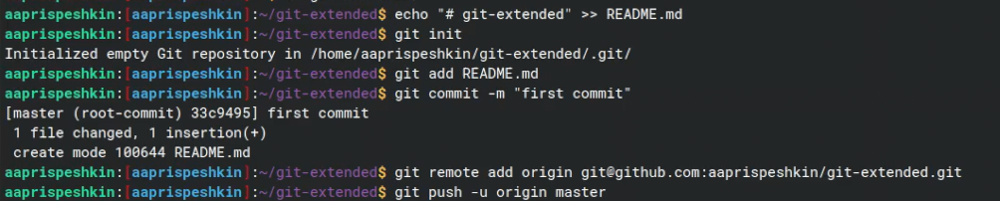 aaprispeshkin:[aaprispeshkin]:~/git-extended$ echo "# git-extended" >> README.md
aaprispeshkin:[aaprispeshkin]:~/git-extended$ git init
Initialized empty Git repository in /home/aaprispeshkin/git-extended/.git/
aaprispeshkin:[aaprispeshkin]:~/git-extended$ git add README.md
aaprispeshkin:[aaprispeshkin]:~/git-extended$ git commit -m "first commit"
[master (root-commit) 33c9495] first commit
 1 file changed, 1 insertion(+)
 create mode 100644 README.md
aaprispeshkin:[aaprispeshkin]:~/git-extended$ git remote add origin git@github.com:aaprispeshkin/git-extended.git
aaprispeshkin:[aaprispeshkin]:~/git-extended$ git push -u origin master